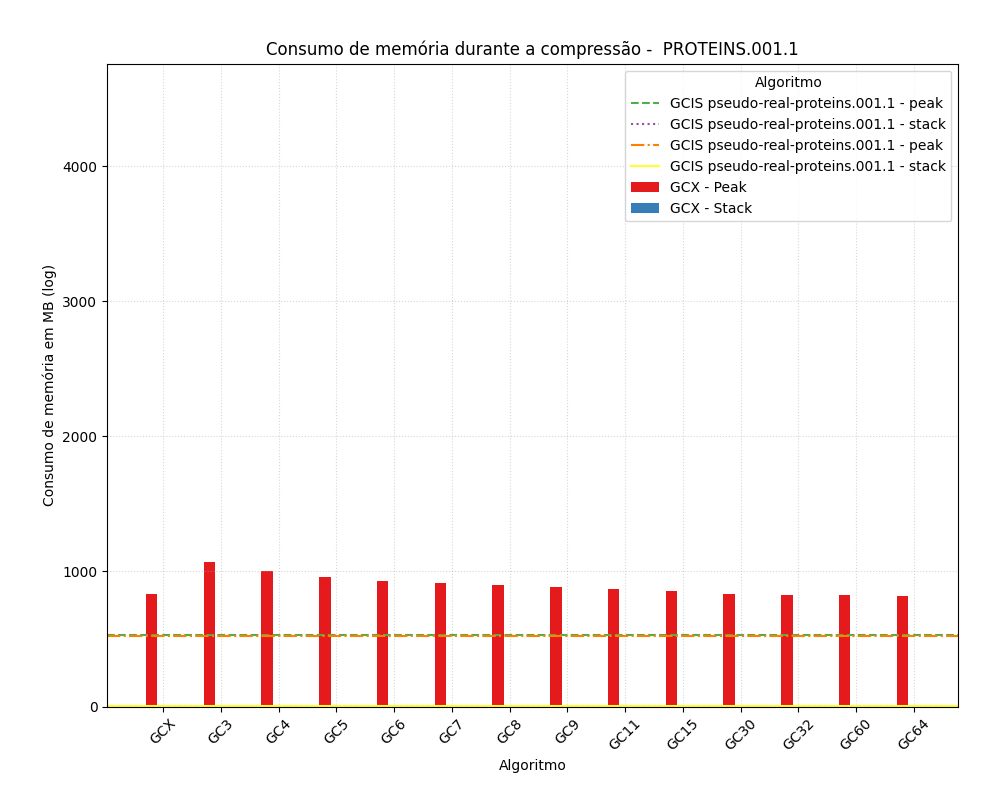 Consumo de memória durante a compressão -  PROTEINS.001.1
Algoritmo
GCIS pseudo-real-proteins.001.1 - peak
GCIS pseudo-real-proteins.001.1 - stack
GCIS pseudo-real-proteins.001.1 - peak
GCIS pseudo-real-proteins.001.1 - stack
GCX - Peak
GCX - Stack
Consumo de memória em MB (log)
4000
3000
2000
1000
0
GCX
GC3
GC4
GC5
GC6
GC7
GC8
GC9
GC11
GC15
GC30
GC32
GC60
GC64
Algoritmo